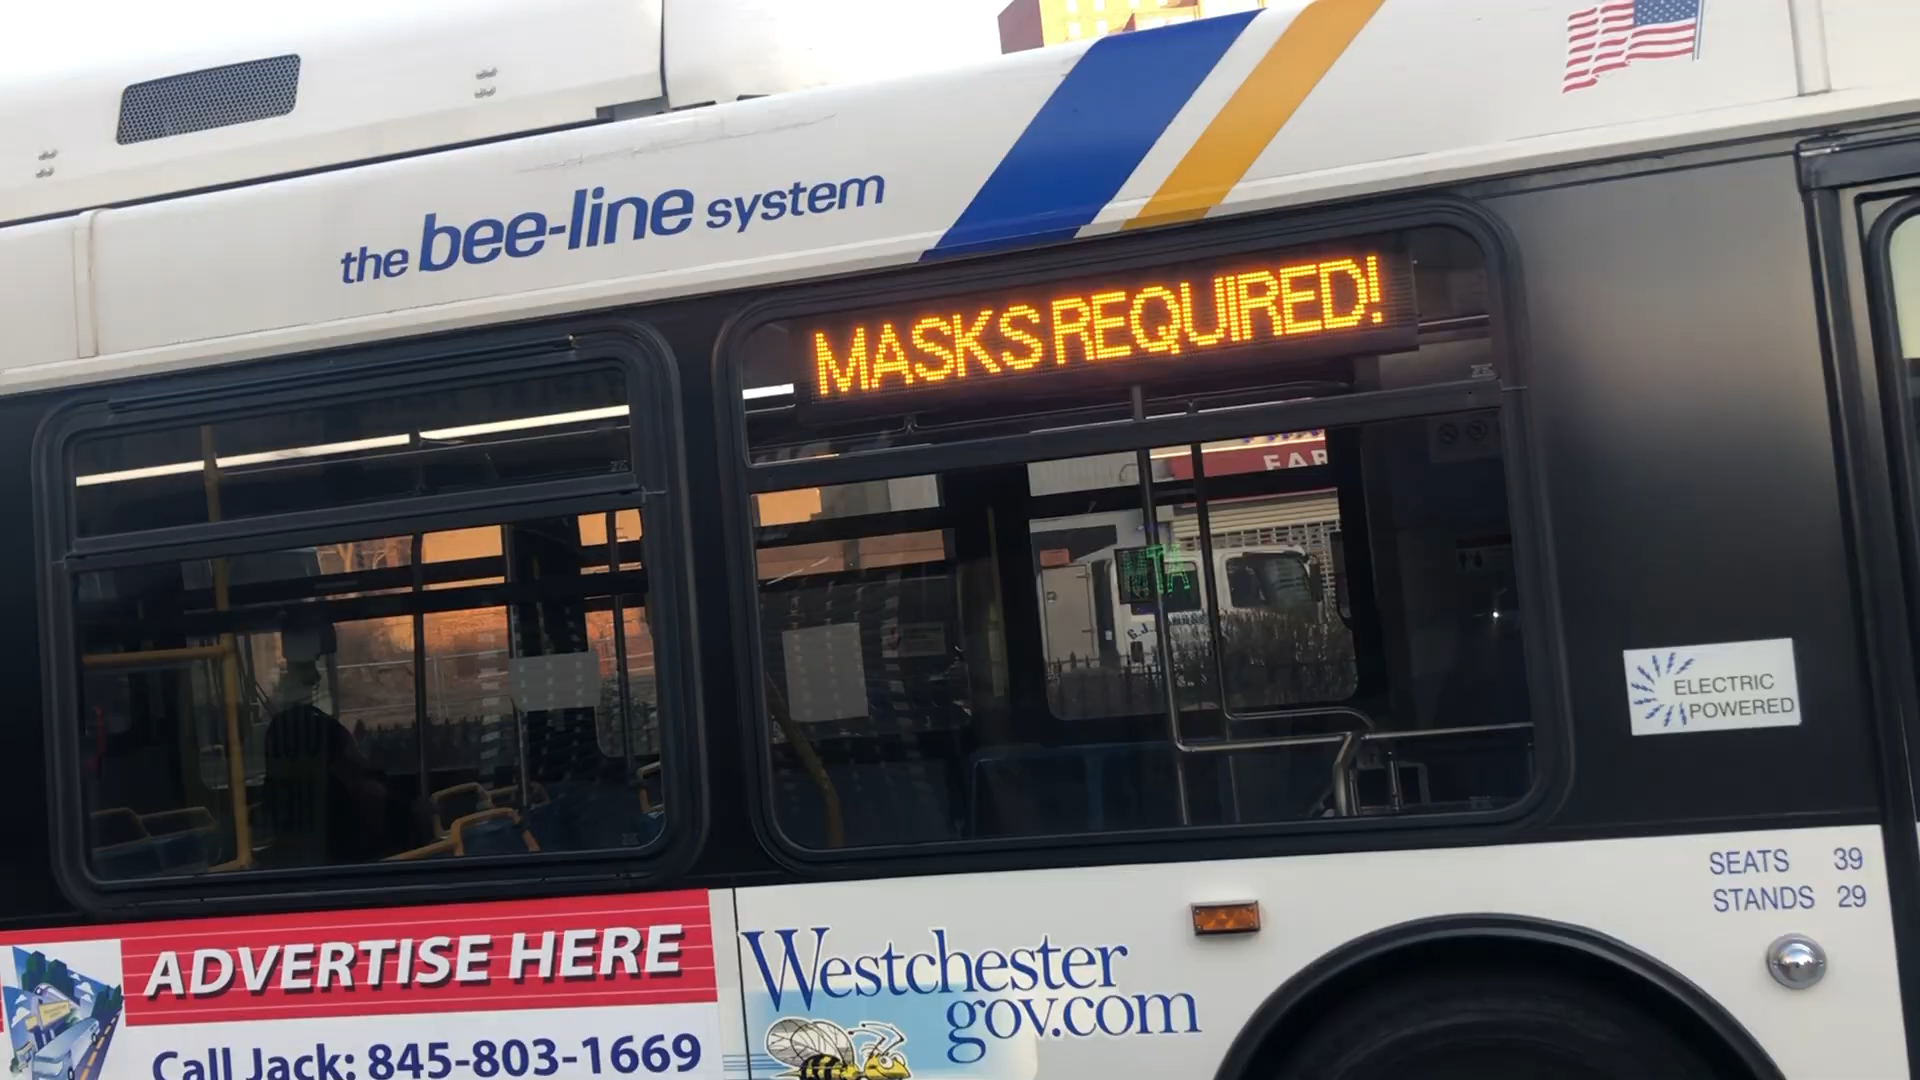 the bee-line system
MASKS REQUIRED!
FAR
ELECTRIC
POWERED
SEATS 39
STANDS 29
ADVERTISE HERE
Call Jack: 845-803-1669
Westchester
gov.com